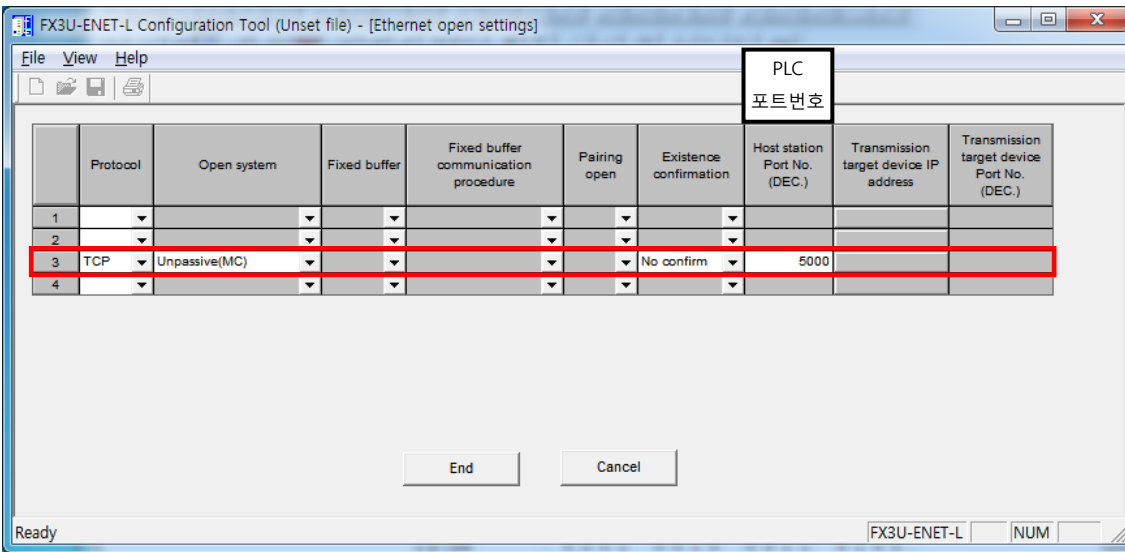 FX3U-ENET-L Configuration Tool (Unset file) - [Ethernet open settings]
File View Help
PLC
포트번호
Protocol
Open system
Fixed buffer
Fixed buffer
communication
procedure
Pairing
open
Existence
confirmation
Host station
Port No.
(DEC.)
Transmission
target device IP
address
Transmission
target device
Port No.
(DEC.)
1
2
3 TCP Unpassive(MC) No confirm 5000
4
End Cancel
Ready FX3U-ENET-L NUM